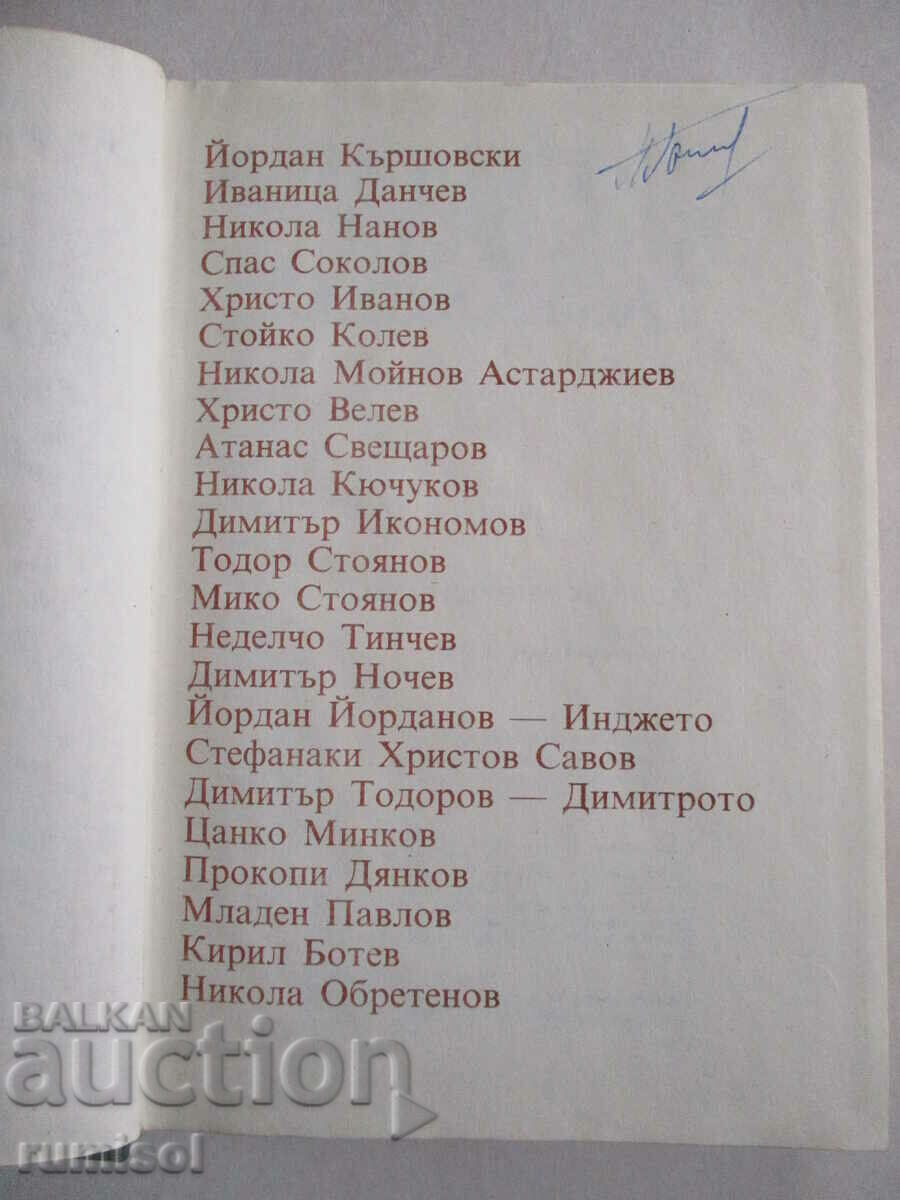 Йордан Кършовски
Иваница Данчев
Никола Нанов
Спас Соколов
Христо Иванов
Стойко Колев
Никола Мойнов Астарджиев
Христо Велев
Атанас Свещаров
Никола Кючуков
Димитър Икономов
Тодор Стоянов
Мико Стоянов
Неделчо Тинчев
Димитър Ночев
Йордан Йорданов — Инджето
Стефанаки Христов Савов
Димитър Тодоров — Димитрото
Цанко Минков
Прокопи Дянков
Младен Павлов
Кирил Ботев
Никола Обретенов
BALKAN
auction
rumisol